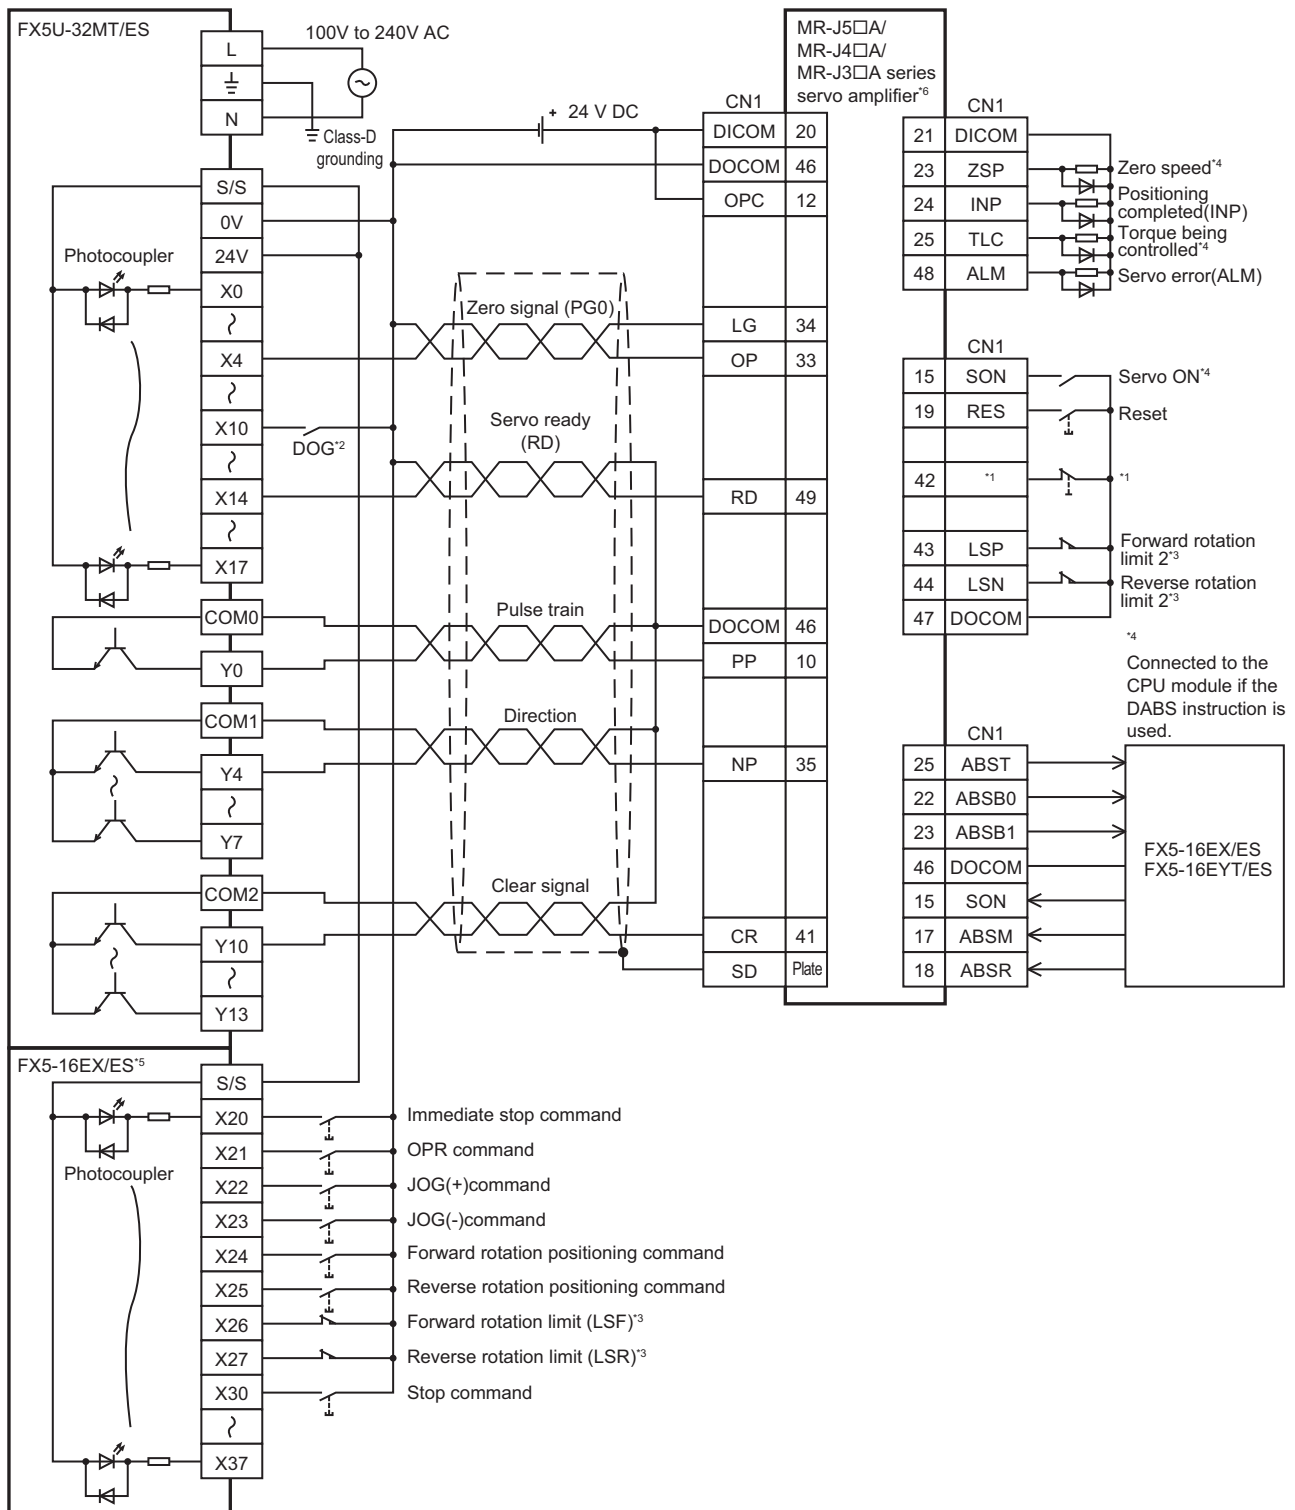 FX5U-32MT/ES
L
N
100V to 240V AC
Class-D
grounding
S/S
0V
24V
Photocoupler
X0
X4
X10
DOG*2
X14
X17
COM0
Y0
COM1
Y4
Y7
COM2
Y10
Y13
FX5-16EX/ES*5
S/S
X20
X21
X22
X23
X24
X25
X26
X27
X30
X37
Photocoupler
Immediate stop command
OPR command
JOG(+)command
JOG(-)command
Forward rotation positioning command
Reverse rotation positioning command
Forward rotation limit (LSF)*3
Reverse rotation limit (LSR)*3
Stop command
+ 24 V DC
Zero signal (PG0)
Servo ready
(RD)
Pulse train
Direction
Clear signal
MR-J5□A/
MR-J4□A/
MR-J3□A series
servo amplifier*6
CN1
DICOM 20
DOCOM 46
OPC 12
LG 34
OP 33
RD 49
DOCOM 46
PP 10
NP 35
CR 41
SD Plate
CN1
21 DICOM
23 ZSP Zero speed*4
24 INP Positioning
completed(INP)
25 TLC Torque being
controlled*4
48 ALM Servo error(ALM)
CN1
15 SON Servo ON*4
19 RES Reset
42 *1 *1
43 LSP Forward rotation
limit 2*3
44 LSN Reverse rotation
limit 2*3
47 DOCOM
*4
Connected to the
CPU module if the
DABS instruction is
used.
CN1
25 ABST
22 ABSB0
23 ABSB1
46 DOCOM
15 SON
17 ABSM
18 ABSR
FX5-16EX/ES
FX5-16EYT/ES